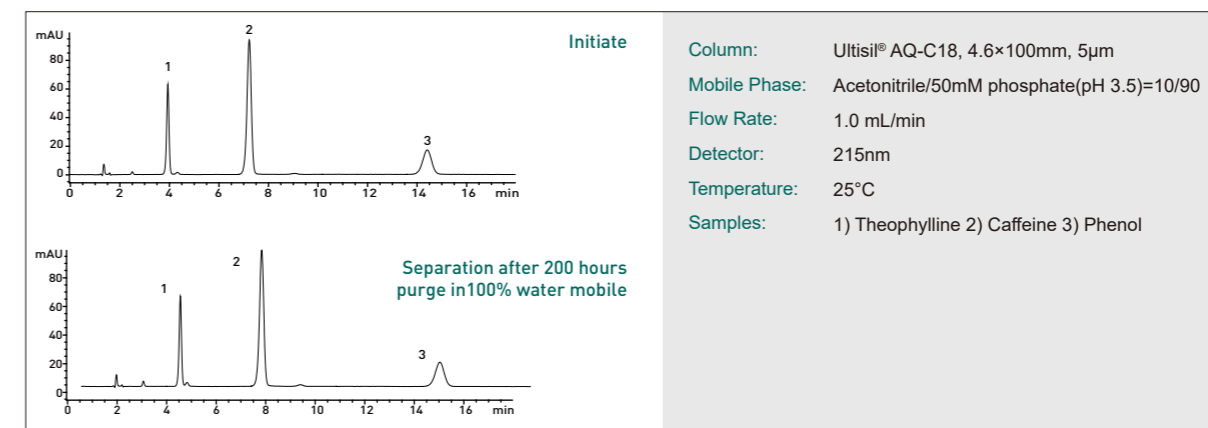 mAU
80
60
40
20
0
1
2
3
0 2 4 6 8 10 12 14 16 min
Initiate
mAU
80
60
40
20
0
1
2
3
0 2 4 6 8 10 12 14 16 min
Separation after 200 hours
purge in100% water mobile
Column: Ultisil® AQ-C18, 4.6×100mm, 5μm
Mobile Phase: Acetonitrile/50mM phosphate(pH 3.5)=10/90
Flow Rate: 1.0 mL/min
Detector: 215nm
Temperature: 25°C
Samples: 1) Theophylline 2) Caffeine 3) Phenol